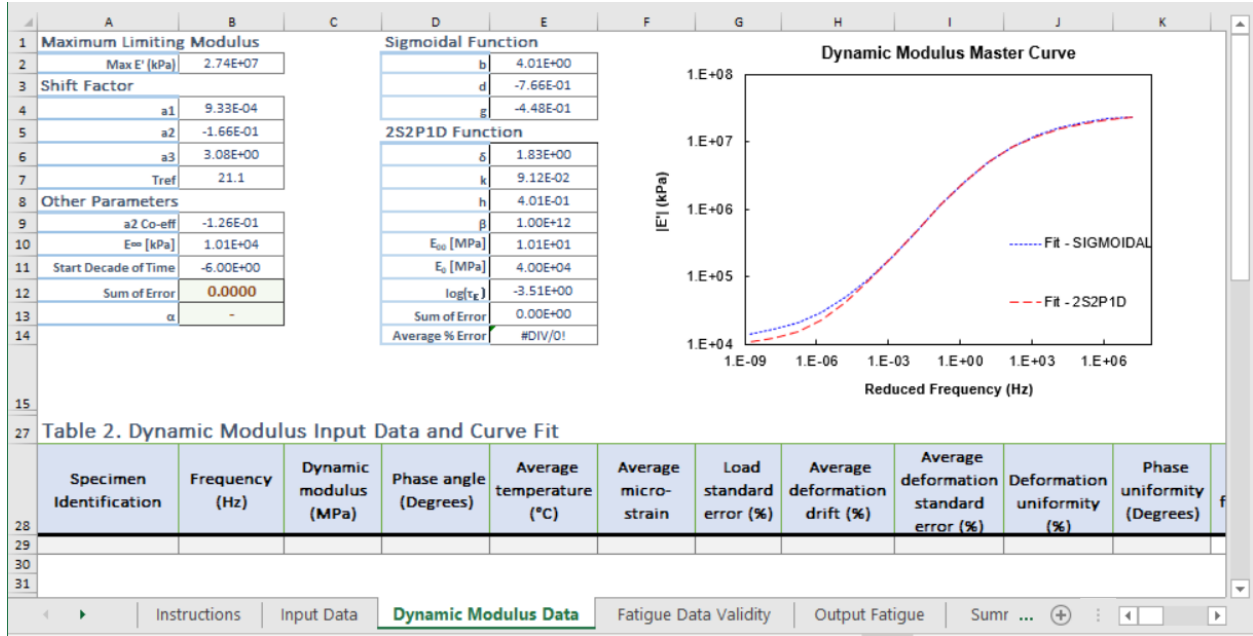 A B C D E F G H I J K
1 Maximum Limiting Modulus Sigmoidal Function
2 Max E' (kPa) 2.74E+07 b 4.01E+00
3 Shift Factor d -7.66E-01
4 a1 9.33E-04 g -4.48E-01
5 a2 -1.66E-01 2S2P1D Function
6 a3 3.08E+00 δ 1.83E+00
7 Tref 21.1 k 9.12E-02
8 Other Parameters h 4.01E-01
9 a2 Co-eff -1.26E-01 β 1.00E+12
10 E∞ [kPa] 1.01E+04 E₀₀ [MPa] 1.01E+01
11 Start Decade of Time -6.00E+00 E₀ [MPa] 4.00E+04
12 Sum of Error 0.0000 log(τE) -3.51E+00
13 α - Sum of Error 0.00E+00
14 Average % Error #DIV/0!
15
Dynamic Modulus Master Curve
1.E+08
1.E+07
1.E+06
1.E+05
1.E+04
|E'| (kPa)
Fit - SIGMOIDAL
Fit - 2S2P1D
1.E-09 1.E-06 1.E-03 1.E+00 1.E+03 1.E+06
Reduced Frequency (Hz)
27 Table 2. Dynamic Modulus Input Data and Curve Fit
28 Specimen Identification Frequency (Hz) Dynamic modulus (MPa) Phase angle (Degrees) Average temperature (°C) Average micro-strain Load standard error (%) Average deformation drift (%) Average deformation standard error (%) Deformation uniformity (%) Phase uniformity (Degrees) f
29
30
31
Instructions Input Data Dynamic Modulus Data Fatigue Data Validity Output Fatigue Sumr ...